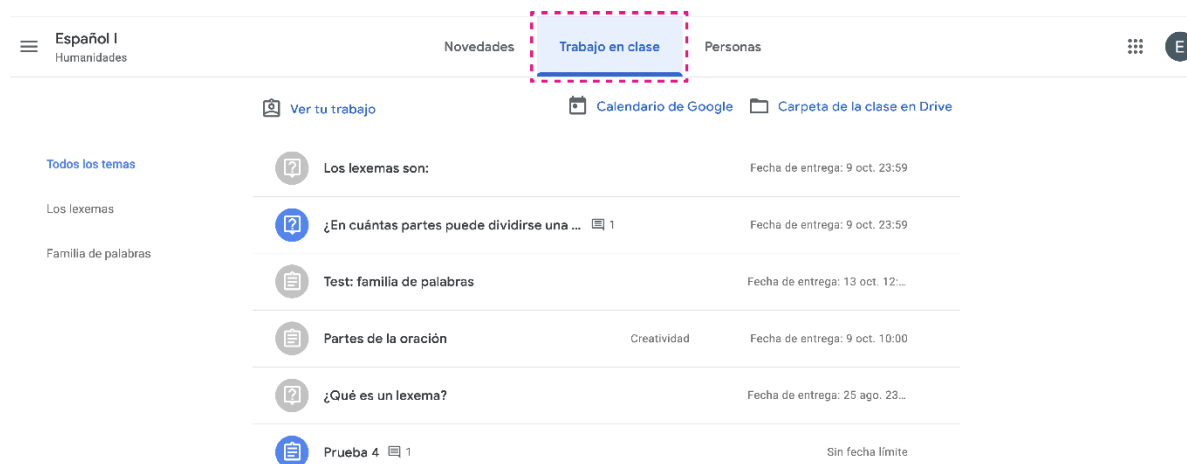 Español I
Humanidades
Novedades
Trabajo en clase
Personas
E
Ver tu trabajo
Calendario de Google
Carpeta de la clase en Drive
Todos los temas
Los lexemas
Familia de palabras
Los lexemas son:
Fecha de entrega: 9 oct. 23:59
¿En cuántas partes puede dividirse una ... 1
Fecha de entrega: 9 oct. 23:59
Test: familia de palabras
Fecha de entrega: 13 oct. 12:...
Partes de la oración
Creatividad
Fecha de entrega: 9 oct. 10:00
¿Qué es un lexema?
Fecha de entrega: 25 ago. 23...
Prueba 4 1
Sin fecha límite